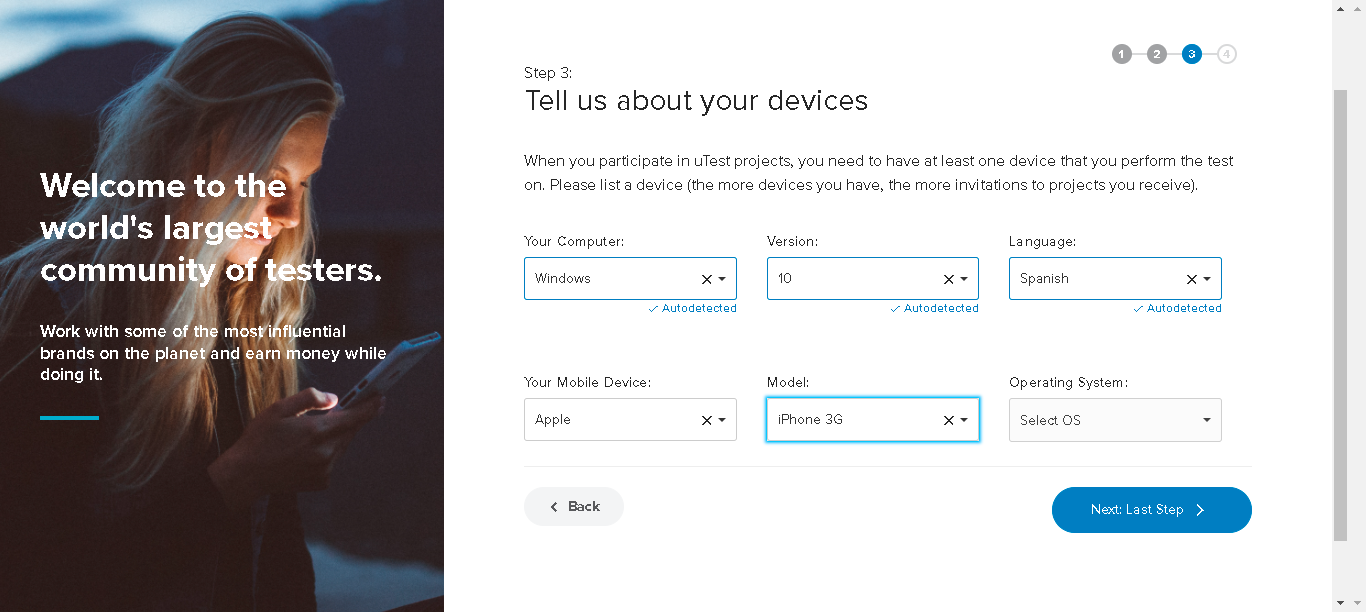 Welcome to the
world's largest
community of testers.
Work with some of the most influential
brands on the planet and earn money while
doing it.
1 2 3 4
Step 3:
Tell us about your devices
When you participate in uTest projects, you need to have at least one device that you perform the test
on. Please list a device (the more devices you have, the more invitations to projects you receive).
Your Computer: Version: Language:
Windows 10 Spanish
Autodetected Autodetected Autodetected
Your Mobile Device: Model: Operating System:
Apple iPhone 3G Select OS
Back Next: Last Step